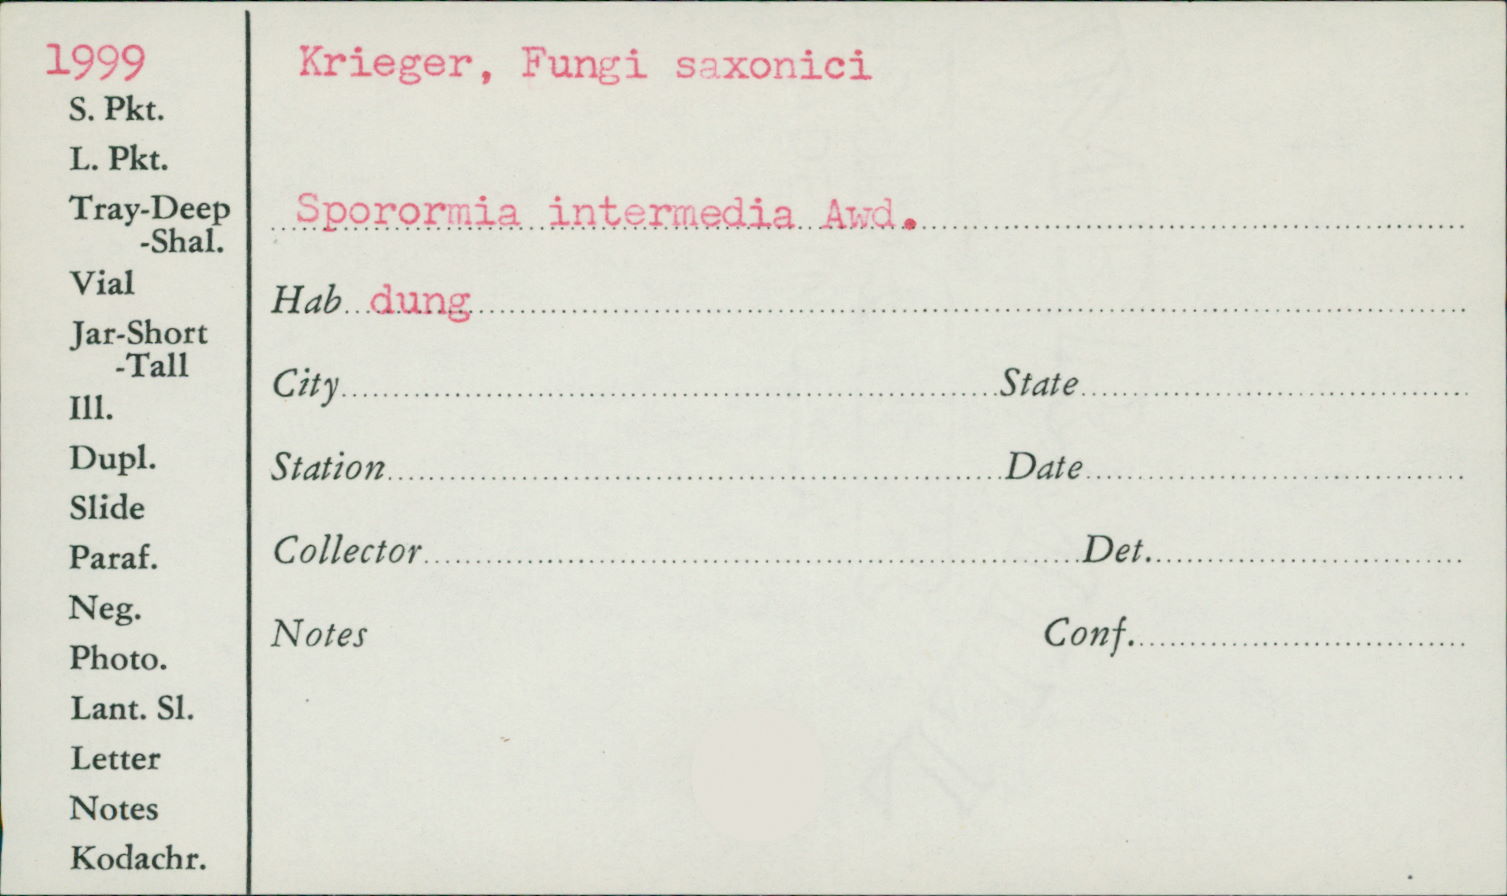 1999
Krieger, Fungi saxonici
S. Pkt.
L. Pkt.
Tray-Deep
-Shal.
Vial
Jar-Short
-Tall
Ill.
Dupl.
Slide
Paraf.
Neg.
Photo.
Lant. Sl.
Letter
Notes
Kodachr.
Sporormia intermedia Awd.
Hab dung
City State
Station Date
Collector Det.
Notes Conf.